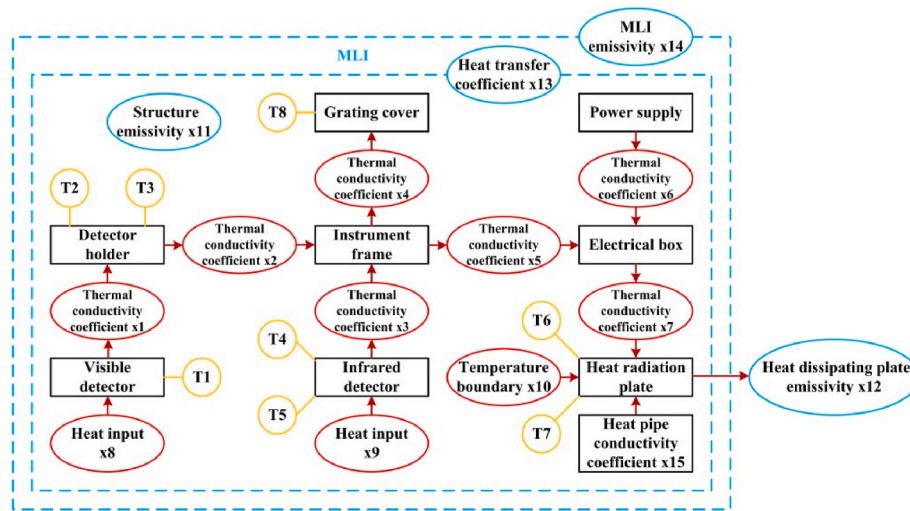 MLI
emissivity x14
MLI
Heat transfer
coefficient x13
Structure
emissivity x11
T8
Grating cover
Power supply
Thermal
conductivity
coefficient x4
Thermal
conductivity
coefficient x6
T2
T3
Detector
holder
Thermal
conductivity
coefficient x2
Instrument
frame
Thermal
conductivity
coefficient x5
Electrical box
Thermal
conductivity
coefficient x1
Thermal
conductivity
coefficient x3
Thermal
conductivity
coefficient x7
T4
T6
Visible
detector
T1
Infrared
detector
Temperature
boundary x10
Heat radiation
plate
Heat dissipating plate
emissivity x12
T5
T7
Heat input
x8
Heat input
x9
Heat pipe
conductivity
coefficient x15